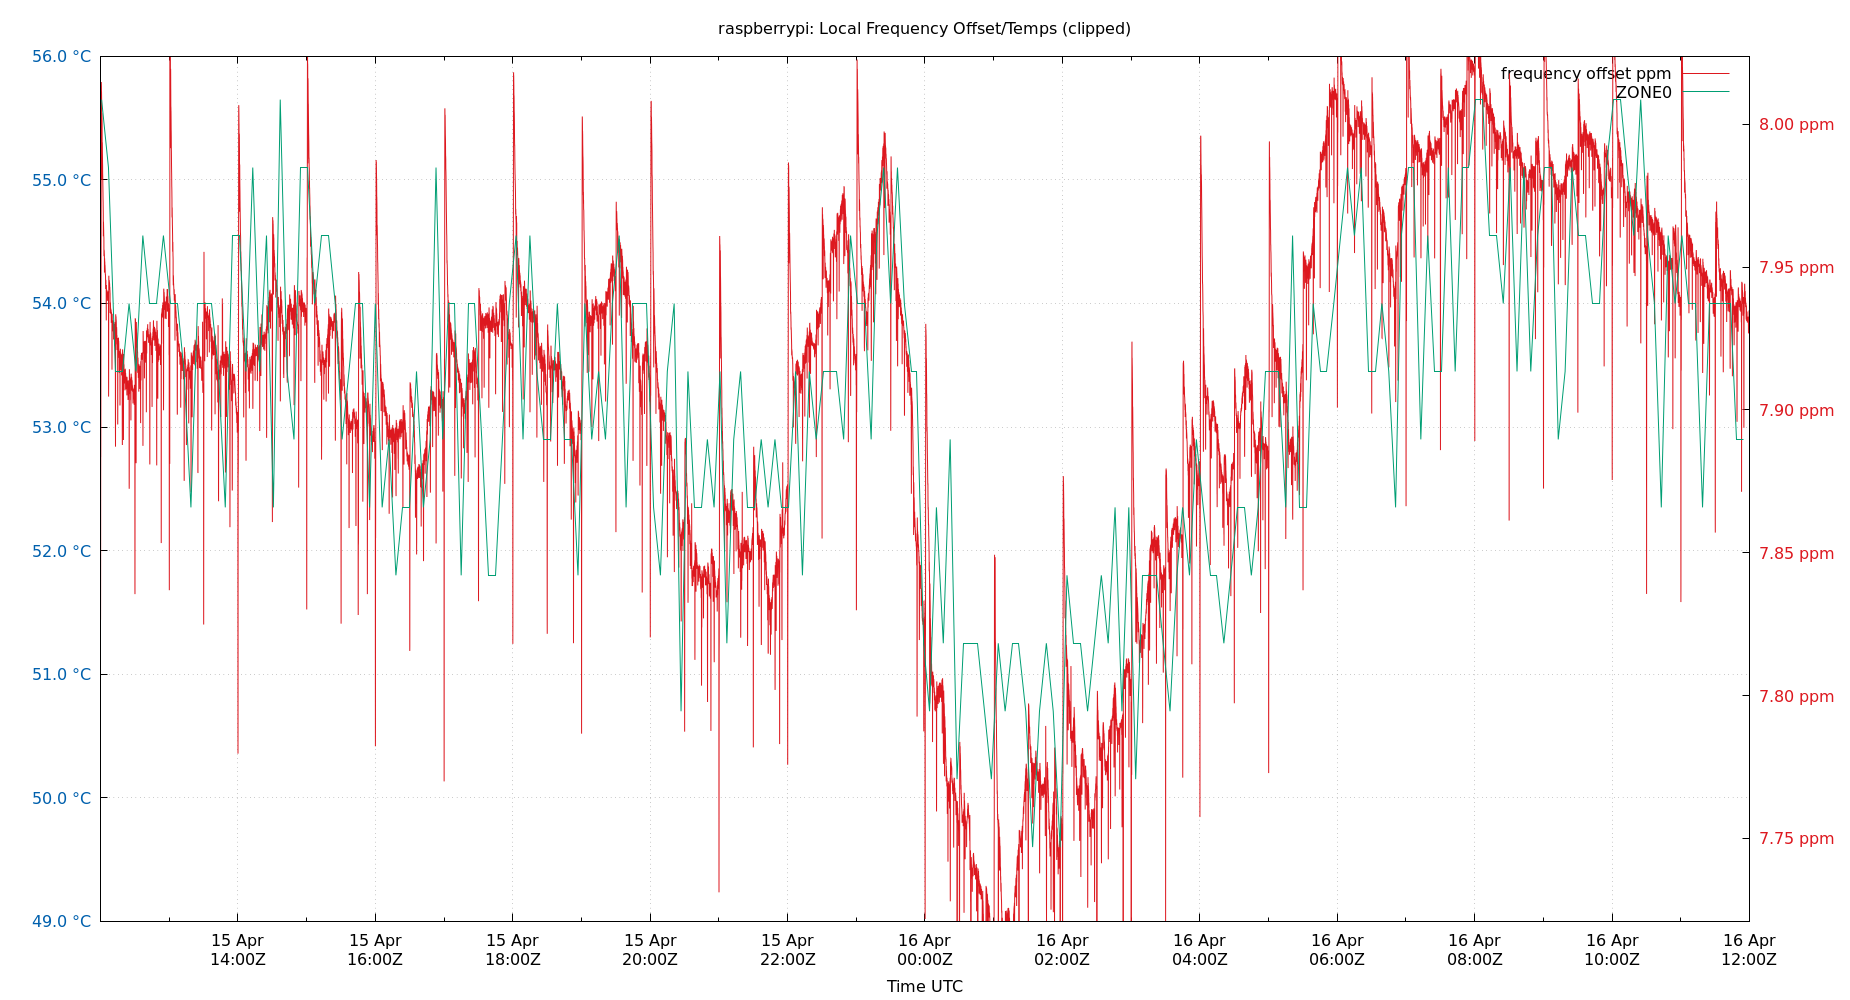 raspberrypi: Local Frequency Offset/Temps (clipped)
56.0 °C
55.0 °C
54.0 °C
53.0 °C
52.0 °C
51.0 °C
50.0 °C
49.0 °C
frequency offset ppm
ZONE0
8.00 ppm
7.95 ppm
7.90 ppm
7.85 ppm
7.80 ppm
7.75 ppm
15 Apr
14:00Z
15 Apr
16:00Z
15 Apr
18:00Z
15 Apr
20:00Z
15 Apr
22:00Z
16 Apr
00:00Z
16 Apr
02:00Z
16 Apr
04:00Z
16 Apr
06:00Z
16 Apr
08:00Z
16 Apr
10:00Z
16 Apr
12:00Z
Time UTC